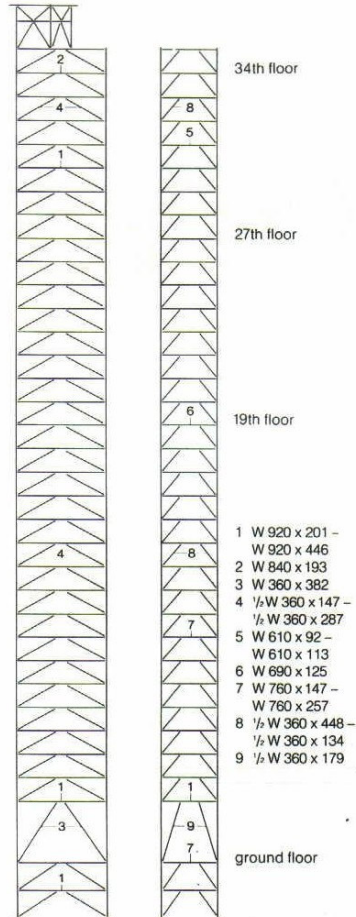 2
34th floor
4
8
5
1
27th floor
6
19th floor
1 W 920 x 201 –
W 920 x 446
2 W 840 x 193
3 W 360 x 382
4 ½ W 360 x 147 –
½ W 360 x 287
5 W 610 x 92 –
W 610 x 113
6 W 690 x 125
7 W 760 x 147 –
W 760 x 257
8 ½ W 360 x 448 –
½ W 360 x 134
9 ½ W 360 x 179
4
8
7
1
1
3
9
7
ground floor
1